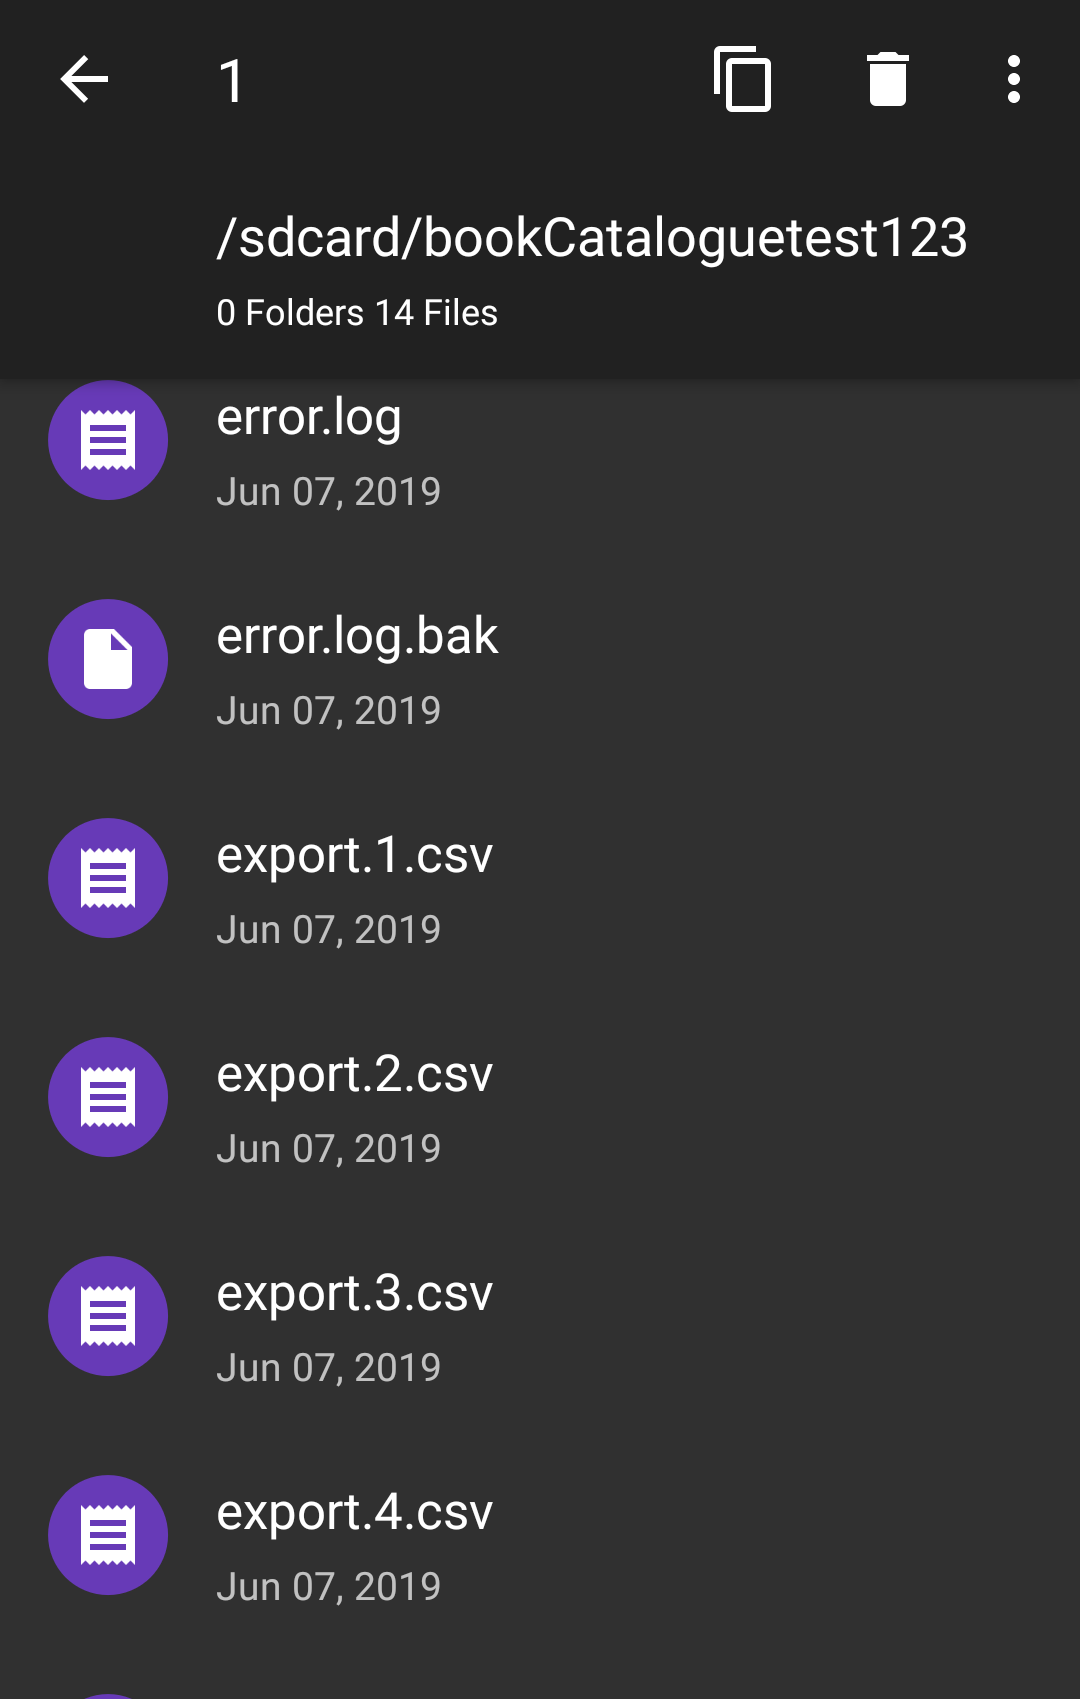 1
/sdcard/bookCataloguetest123
0 Folders 14 Files
error.log
Jun 07, 2019
error.log.bak
Jun 07, 2019
export.1.csv
Jun 07, 2019
export.2.csv
Jun 07, 2019
export.3.csv
Jun 07, 2019
export.4.csv
Jun 07, 2019